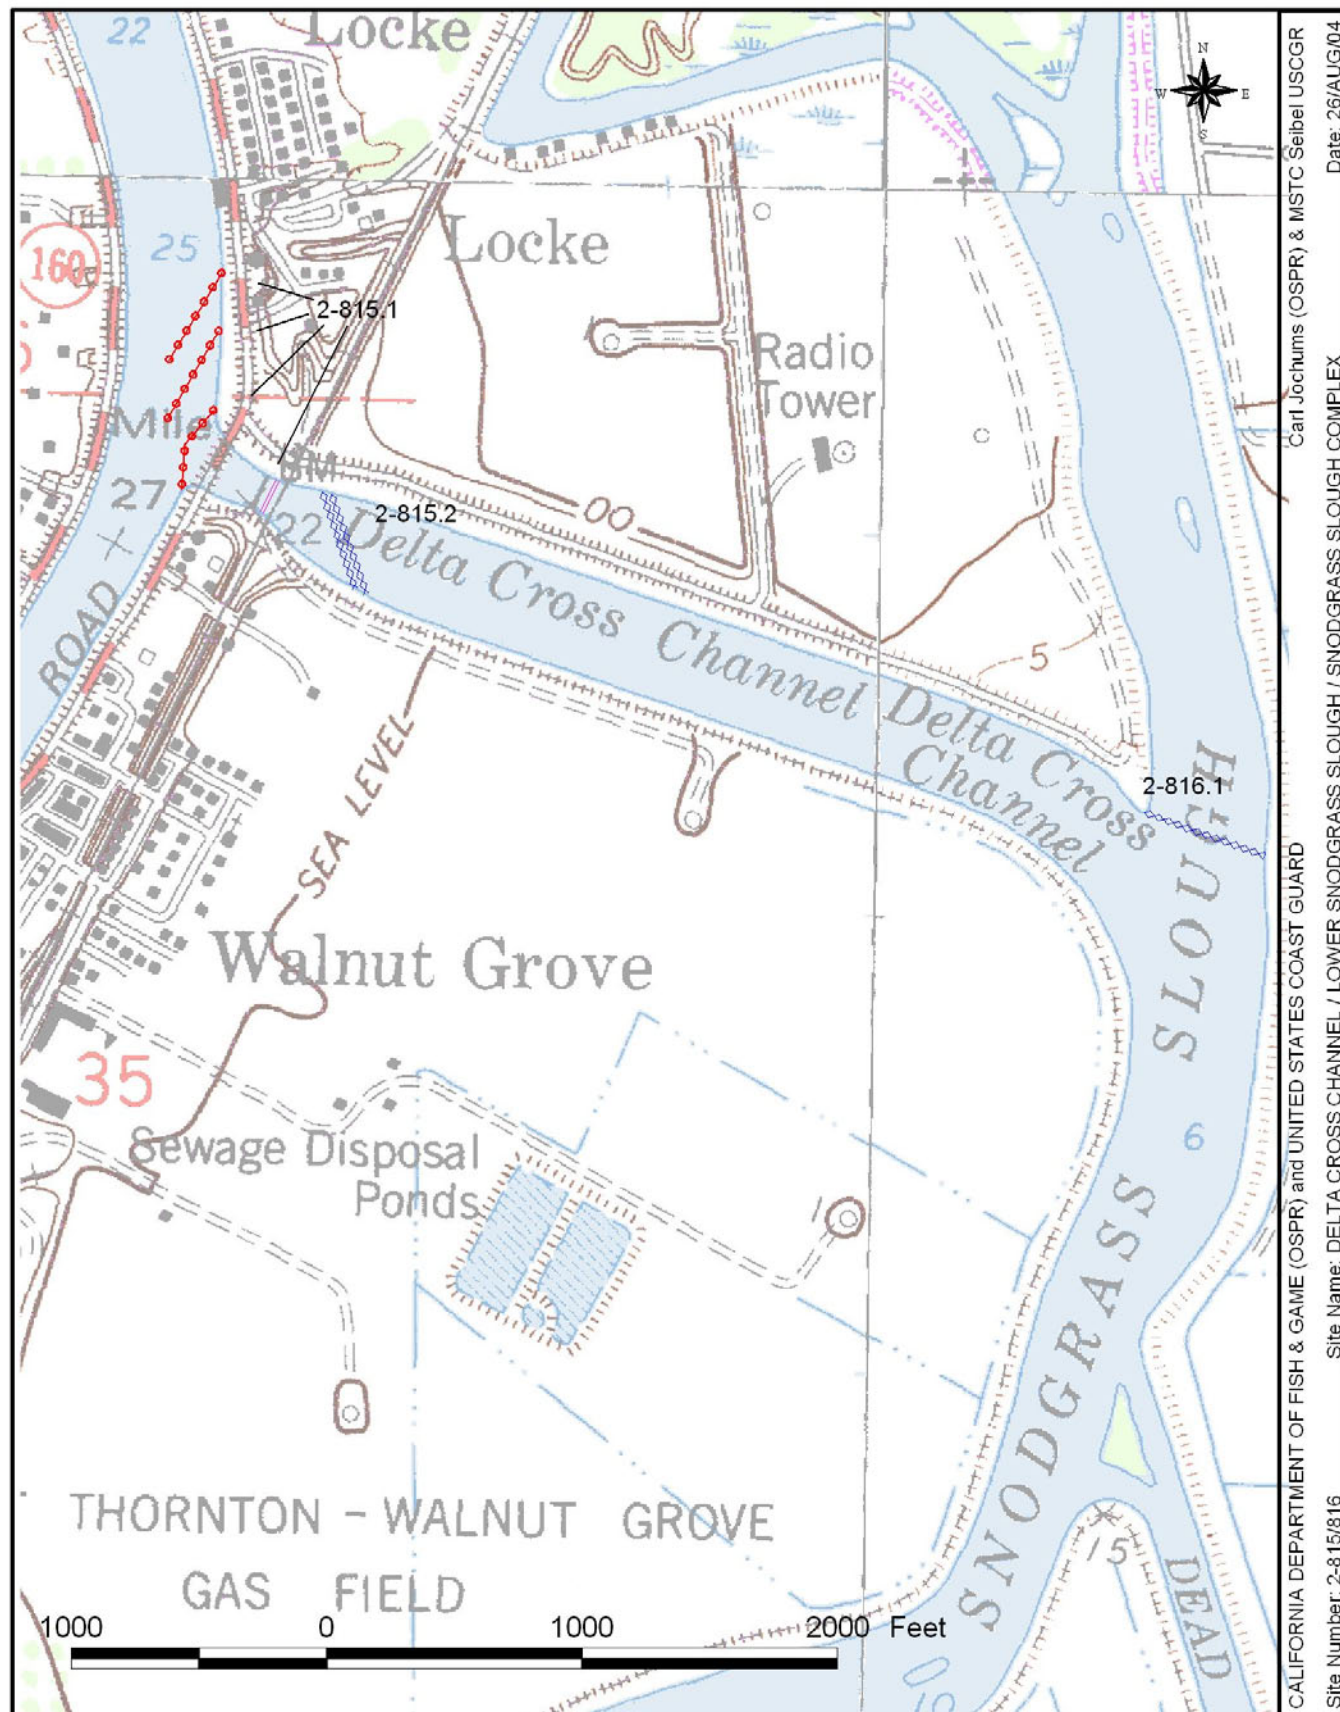 22
Locke
N
W E
S
Locke
160
25
2-815.1
Radio
Tower
Mile
27
BM
22
2-815.2
00
Delta Cross Channel
Delta Cross
Channel
5
ROAD
2-816.1
SEA LEVEL
Walnut Grove
35
SNODGRASS SLOUGH
6
Sewage Disposal
Ponds
THORNTON - WALNUT GROVE
GAS FIELD
15
DEAD
1000 0 1000 2000 Feet
CALIFORNIA DEPARTMENT OF FISH & GAME (OSPR) and UNITED STATES COAST GUARD
Carl Jochums (OSPR) & MSTC Seibel USCGR
Site Number: 2-815/816
Site Name: DELTA CROSS CHANNEL / LOWER SNODGRASS SLOUGH / SNODGRASS SLOUGH COMPLEX
Date: 26/AUG/04